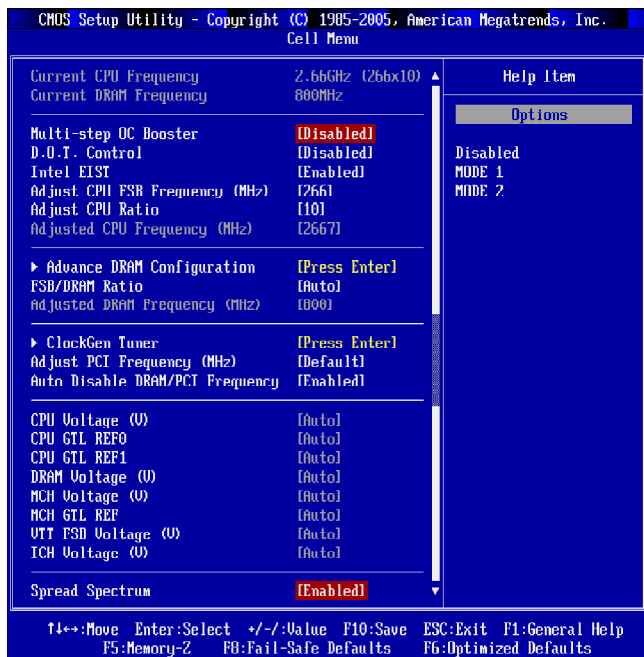 CMOS Setup Utility - Copyright (C) 1985-2005, American Megatrends, Inc.
Cell Menu
Current CPU Frequency 2.66GHz (266x10)
Current DRAM Frequency 800MHz
Multi-step OC Booster [Disabled]
D.O.T. Control [Disabled]
Intel EIST [Enabled]
Adjust CPU FSB Frequency (MHz) [266]
Adjust CPU Ratio [10]
Adjusted CPU Frequency (MHz) [2667]
▶ Advance DRAM Configuration [Press Enter]
FSB/DRAM Ratio [Auto]
Adjusted DRAM Frequency (MHz) [800]
▶ ClockGen Tuner [Press Enter]
Adjust PCI Frequency (MHz) [Default]
Auto Disable DRAM/PCI Frequency [Enabled]
CPU Voltage (V) [Auto]
CPU GTL REF0 [Auto]
CPU GTL REF1 [Auto]
DRAM Voltage (V) [Auto]
MCH Voltage (V) [Auto]
MCH GTL REF [Auto]
VTT FSB Voltage (V) [Auto]
ICH Voltage (V) [Auto]
Spread Spectrum [Enabled]
Help Item
Options
Disabled
MODE 1
MODE 2
↑↓←→:Move Enter:Select +/-/:Value F10:Save ESC:Exit F1:General Help
F5:Memory-Z F8:Fail-Safe Defaults F6:Optimized Defaults